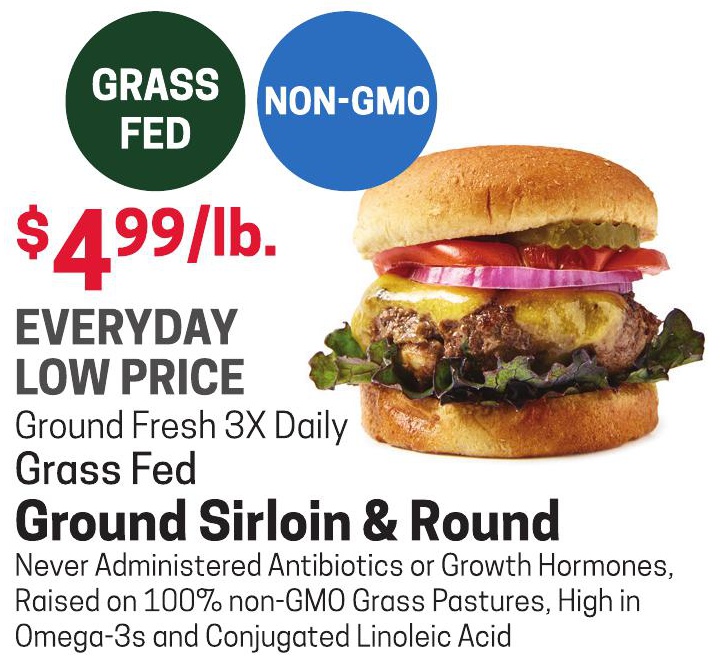 GRASS
FED
NON-GMO
$4.99/lb.
EVERYDAY
LOW PRICE
Ground Fresh 3X Daily
Grass Fed
Ground Sirloin & Round
Never Administered Antibiotics or Growth Hormones,
Raised on 100% non-GMO Grass Pastures, High in
Omega-3s and Conjugated Linoleic Acid